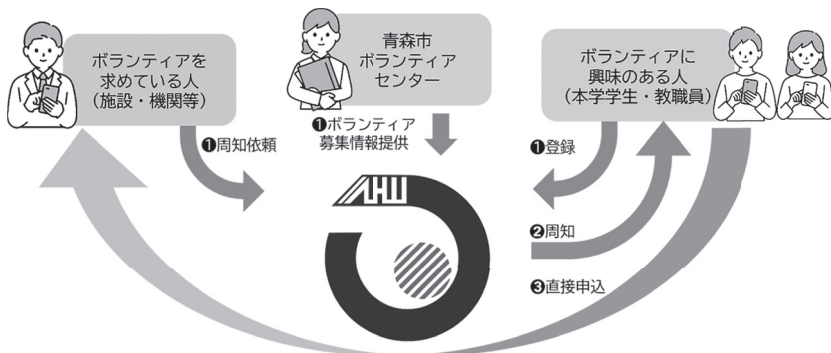 ボランティアを
求めている人
(施設・機関等)
青森市
ボランティア
センター
ボランティアに
興味のある人
(本学学生・教職員)
❶周知依頼
❶ボランティア
募集情報提供
❶登録
AHW
❷周知
❸直接申込